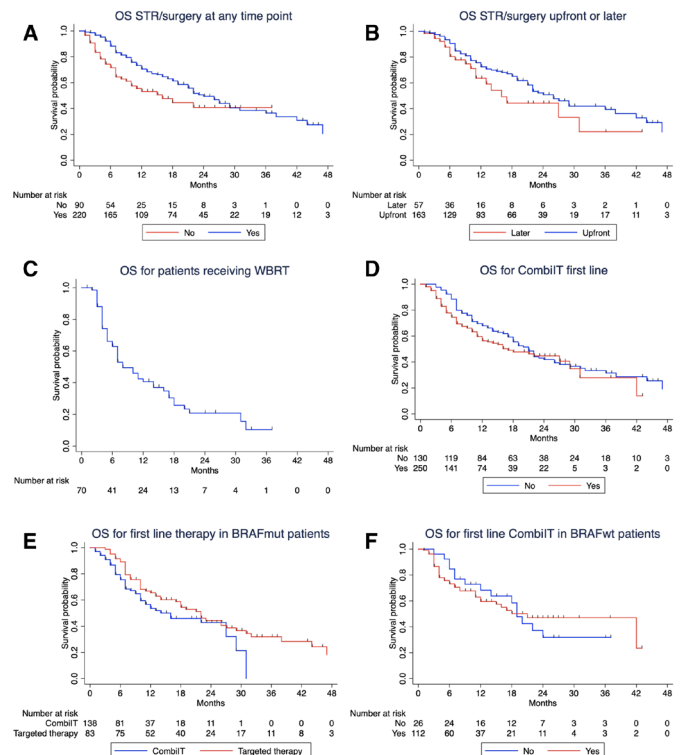 A
OS STR/surgery at any time point
Survival probability
1.0
0.8
0.6
0.4
0.2
0.0
0 6 12 18 24 30 36 42 48
Months
Number at risk
No 90 54 25 15 8 3 1 0 0
Yes 220 165 109 74 45 22 19 12 3
No Yes
B
OS STR/surgery upfront or later
Survival probability
1.0
0.8
0.6
0.4
0.2
0.0
0 6 12 18 24 30 36 42 48
Months
Number at risk
Later 57 36 16 8 6 3 2 1 0
Upfront 163 129 93 66 39 19 17 11 3
Later Upfront
C
OS for patients receiving WBRT
Survival probability
1.0
0.8
0.6
0.4
0.2
0.0
0 6 12 18 24 30 36 42 48
Months
Number at risk
70 41 24 13 7 4 1 0 0
D
OS for CombiIT first line
Survival probability
1.0
0.8
0.6
0.4
0.2
0.0
0 6 12 18 24 30 36 42 48
Months
Number at risk
No 130 119 84 63 38 24 18 10 3
Yes 250 141 74 39 22 5 3 2 0
No Yes
E
OS for first line therapy in BRAFmut patients
Survival probability
1.0
0.8
0.6
0.4
0.2
0.0
0 6 12 18 24 30 36 42 48
Months
Number at risk
CombiIT 138 81 37 18 11 1 0 0 0
Targeted therapy 83 75 52 40 24 17 11 8 3
CombiIT Targeted therapy
F
OS for first line CombiIT in BRAFwt patients
Survival probability
1.0
0.8
0.6
0.4
0.2
0.0
0 6 12 18 24 30 36 42 48
Months
Number at risk
No 26 24 16 12 7 3 3 0 0
Yes 112 60 37 21 11 4 3 2 0
No Yes